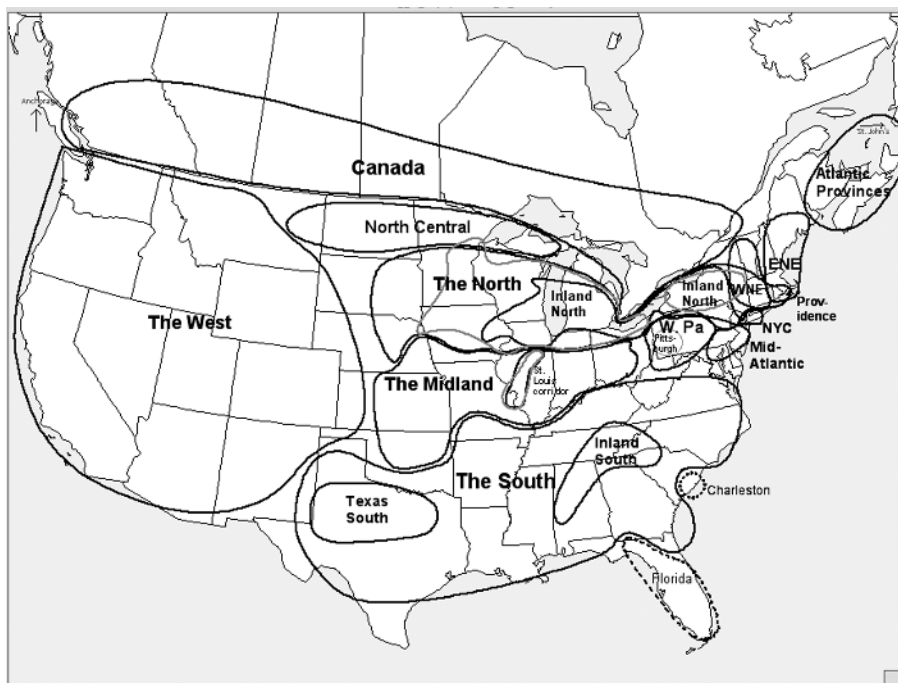 Anchorage
St. John's
Canada
Atlantic
Provinces
North Central
ENE
The North
Inland
North
Inland
North
WNE
Prov-
idence
The West
W. Pa
Pitts-
burgh
NYC
Mid-
Atlantic
The Midland
St.
Louis
corridor
Inland
South
The South
Charleston
Texas
South
Florida